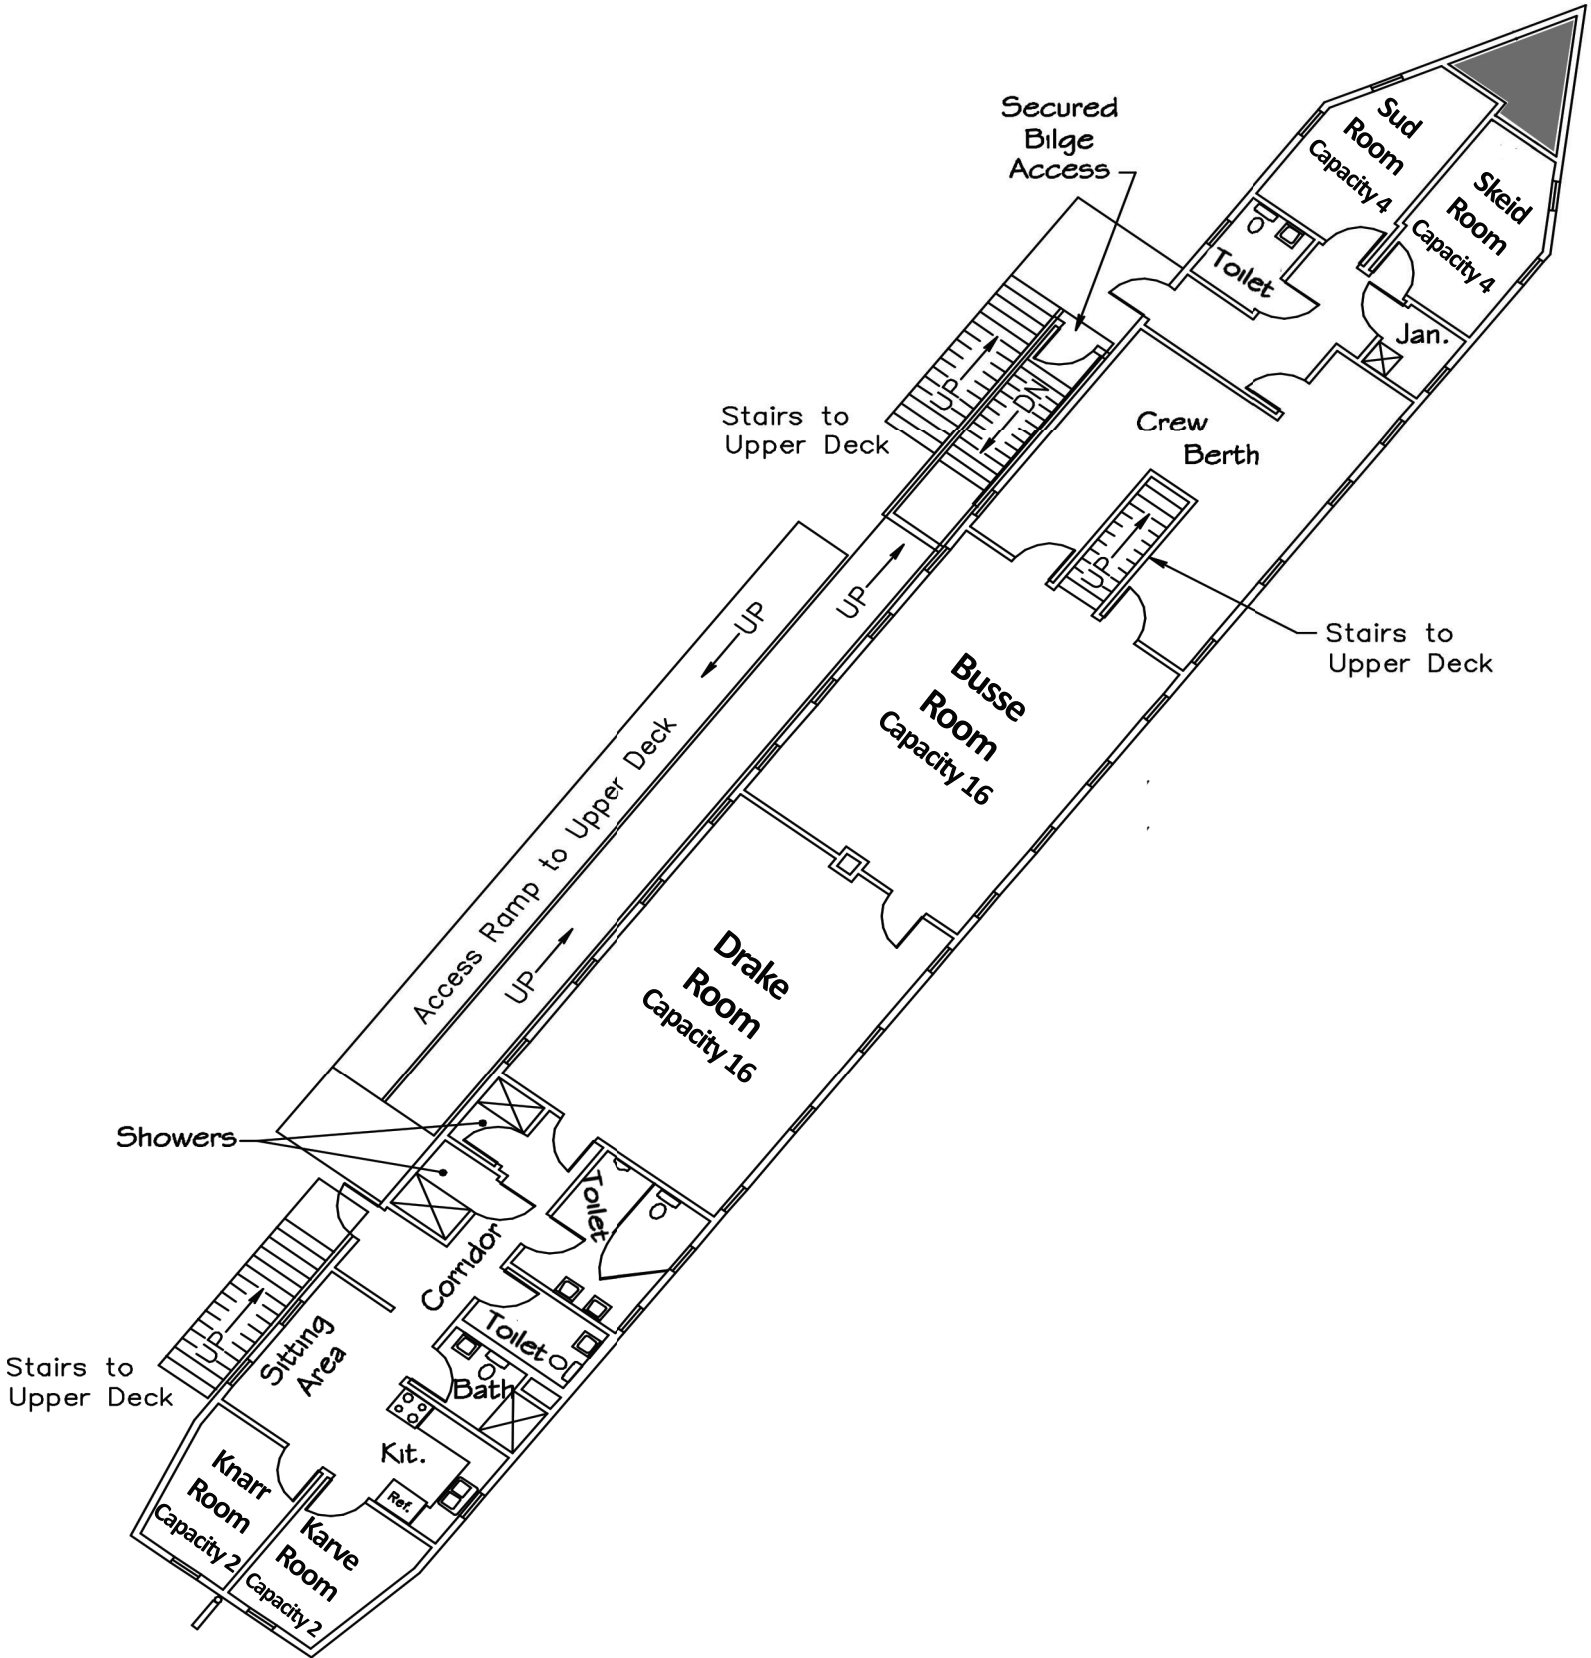 Secured
Bilge
Access
Sud
Room
Capacity 4
Skeid
Room
Capacity 4
Toilet
Jan.
UP
DN
Stairs to
Upper Deck
Crew
Berth
UP
Stairs to
Upper Deck
UP
UP
Busse
Room
Capacity 16
Access Ramp to Upper Deck
UP
Drake
Room
Capacity 16
Showers
Toilet
Corridor
Toilet
Bath
Sitting
Area
UP
Stairs to
Upper Deck
Kit.
Ref.
Knarr
Room
Capacity 2
Karve
Room
Capacity 2